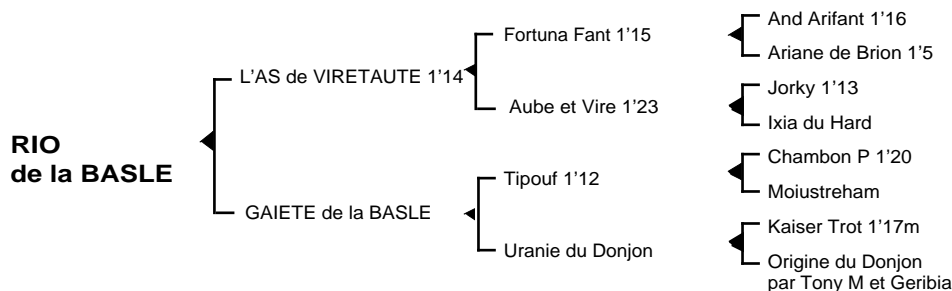 And Arifant 1’16
Fortuna Fant 1’15
Ariane de Brion 1’5
L’AS de VIRETAUTE 1’14
Jorky 1’13
Aube et Vire 1’23
Ixia du Hard
RIO
de la BASLE
Chambon P 1’20
Tipouf 1’12
Moiustreham
GAIETE de la BASLE
Kaiser Trot 1’17m
Uranie du Donjon
Origine du Donjon
par Tony M et Geribia